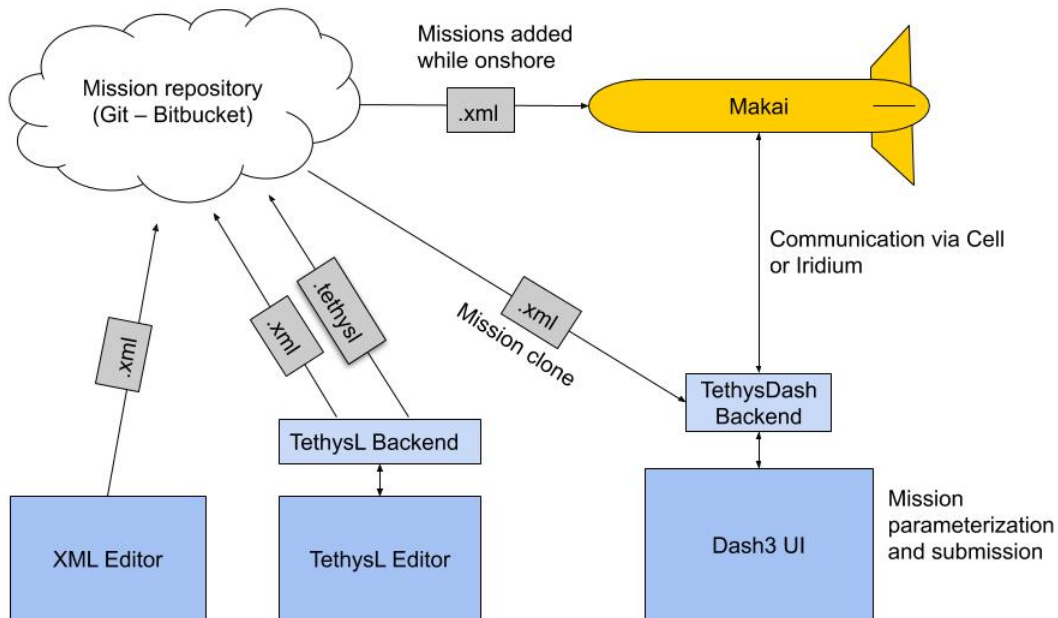 Missions added
while onshore
Mission repository
(Git – Bitbucket)
.xml
Makai
Communication via Cell
or Iridium
.tethysl
.xml
.xml
.xml
Mission clone
TethysDash
Backend
TethysL Backend
Mission
parameterization
and submission
XML Editor
TethysL Editor
Dash3 UI